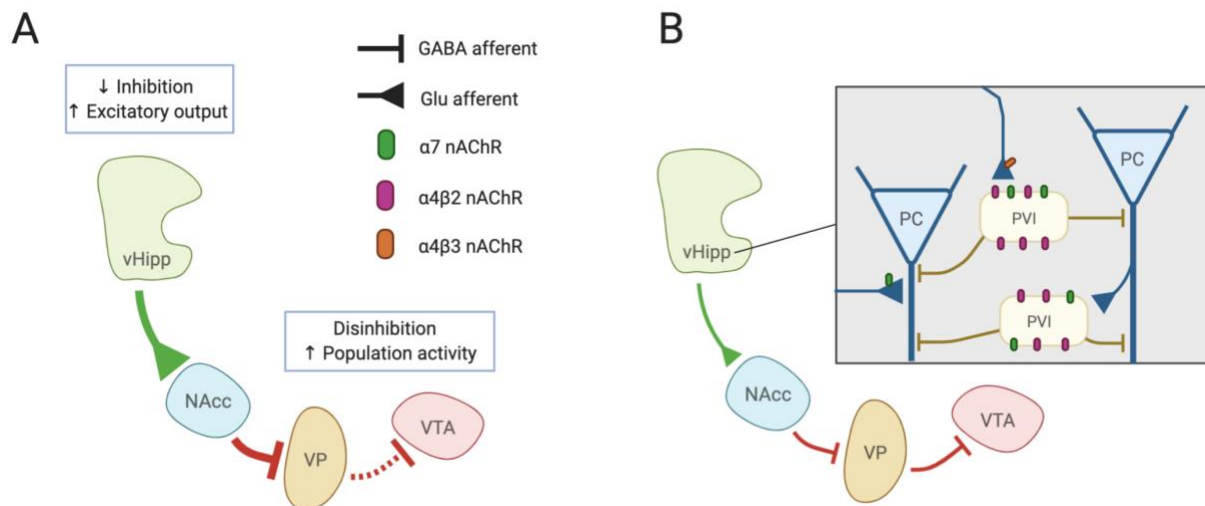 A
↓ Inhibition
↑ Excitatory output
GABA afferent
Glu afferent
α7 nAChR
α4β2 nAChR
α4β3 nAChR
vHipp
Disinhibition
↑ Population activity
NAcc
VP
VTA
B
PC
PC
PVI
PVI
vHipp
NAcc
VP
VTA